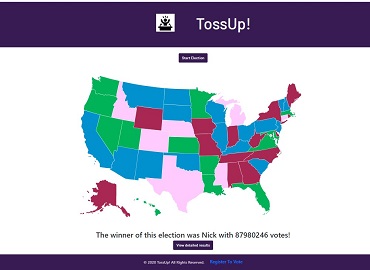 TossUp!
Start Election
The winner of this election was Nick with 87980246 votes!
View detailed results
© 2020 TossUp! All Rights Reserved. Register To Vote